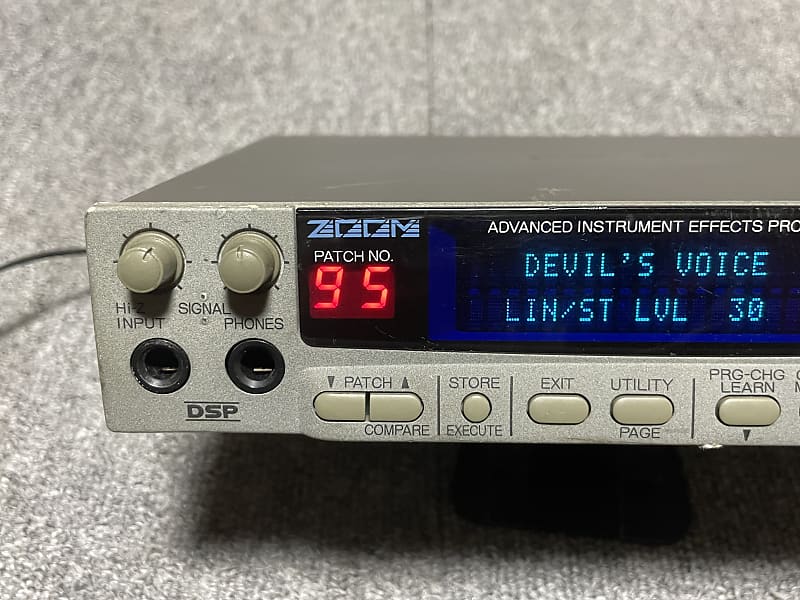 ZOOM
ADVANCED INSTRUMENT EFFECTS PRO
PATCH NO.
95
DEVIL'S VOICE
LIN/ST LVL 30
Hi-Z
INPUT
SIGNAL
PHONES
DSP
▼ PATCH ▲
COMPARE
STORE
EXECUTE
EXIT
UTILITY
PAGE
PRG-CHG
LEARN
▼